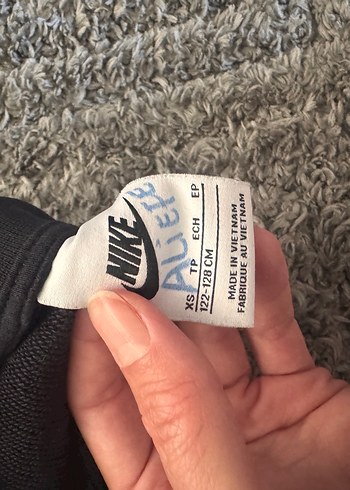 NIKE
XS TP ECH EP
122-128 CM
MADE IN VIETNAM
FABRIQUE AU VIETNAM